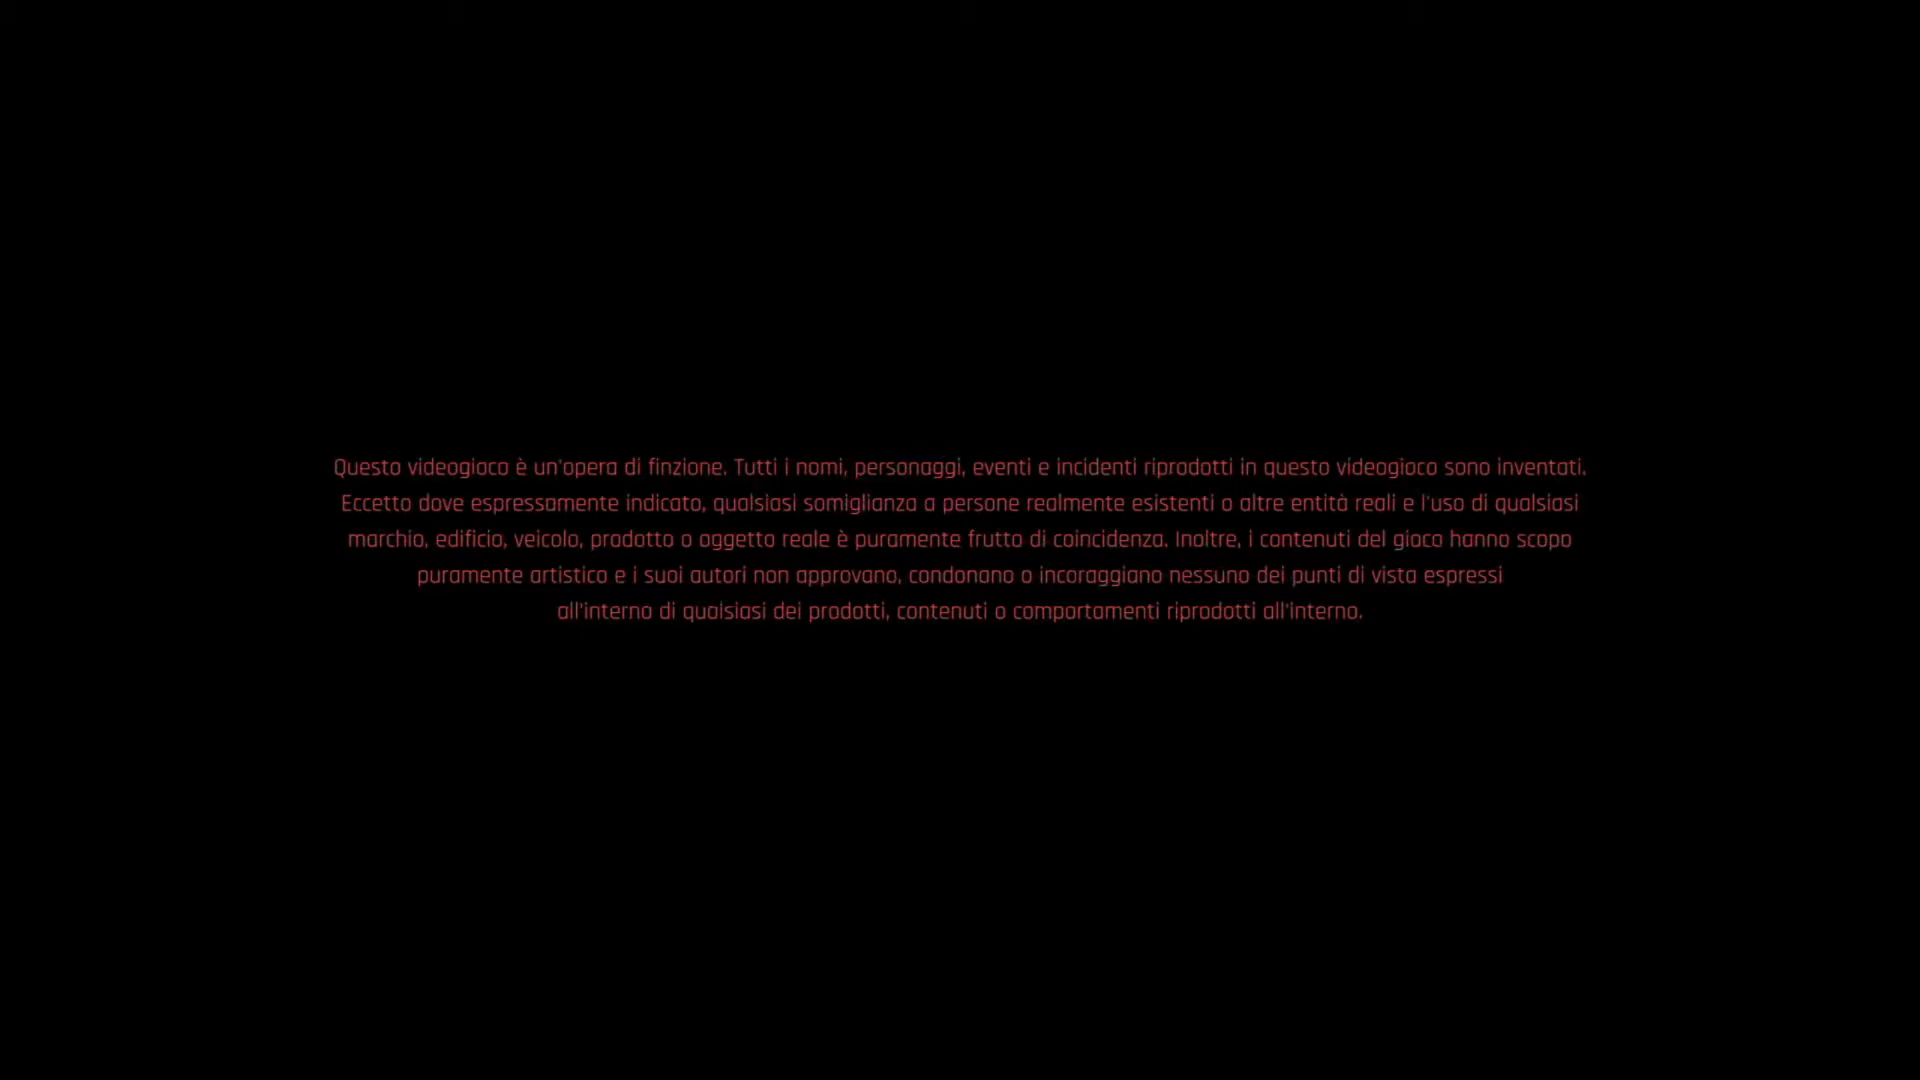 Questo videogioco è un'opera di finzione. Tutti i nomi, personaggi, eventi e incidenti riprodotti in questo videogioco sono inventati.
Eccetto dove espressamente indicato, qualsiasi somiglianza a persone realmente esistenti o altre entità reali e l'uso di qualsiasi
marchio, edificio, veicolo, prodotto o oggetto reale è puramente frutto di coincidenza. Inoltre, i contenuti del gioco hanno scopo
puramente artistico e i suoi autori non approvano, condonano o incoraggiano nessuno dei punti di vista espressi
all'interno di qualsiasi dei prodotti, contenuti o comportamenti riprodotti all'interno.